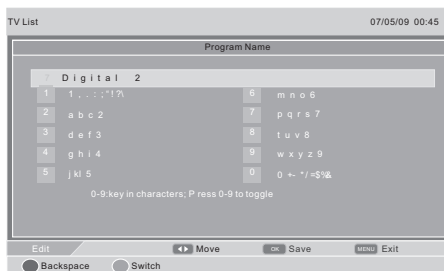 TV List 07/05/09 00:45
Program Name
? Digital 2
1 1 , . : ; " ! ? \ 6 m n o 6
2 a b c 2 7 p q r s 7
3 d e f 3 8 t u v 8
4 g h i 4 9 w x y z 9
5 j k l 5 0 0 + - * / = $ % &
0-9:key in characters; P ress 0-9 to toggle
Edit Move OK Save MENU Exit
Backspace Switch